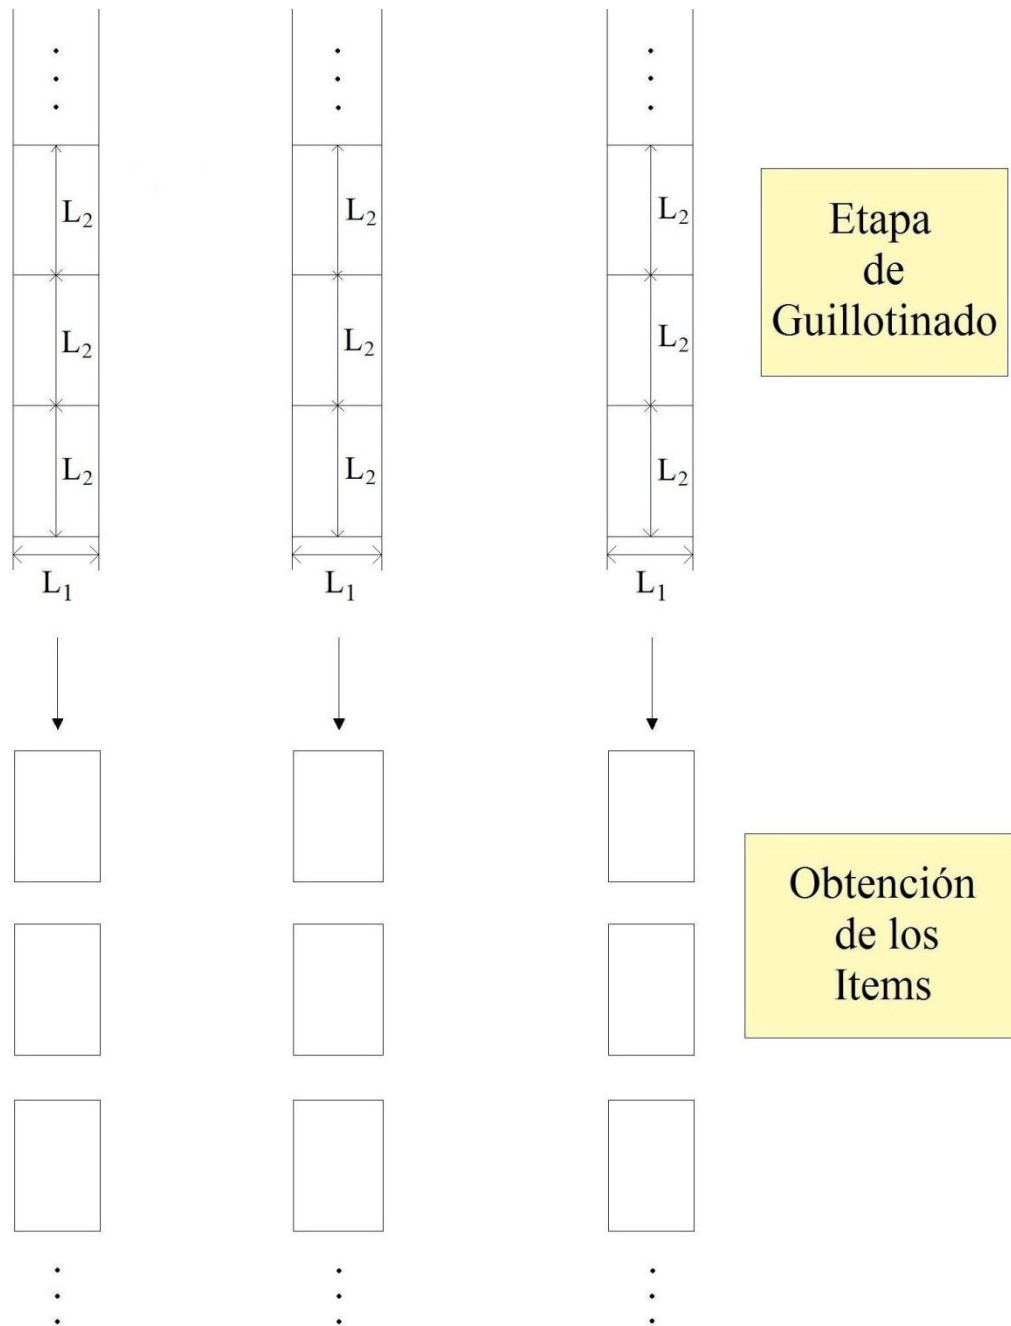 L₂
L₂
L₂
Etapa
de
Guillotinado
L₂
L₂
L₂
L₂
L₂
L₂
L₁
L₁
L₁
Obtención
de los
Items